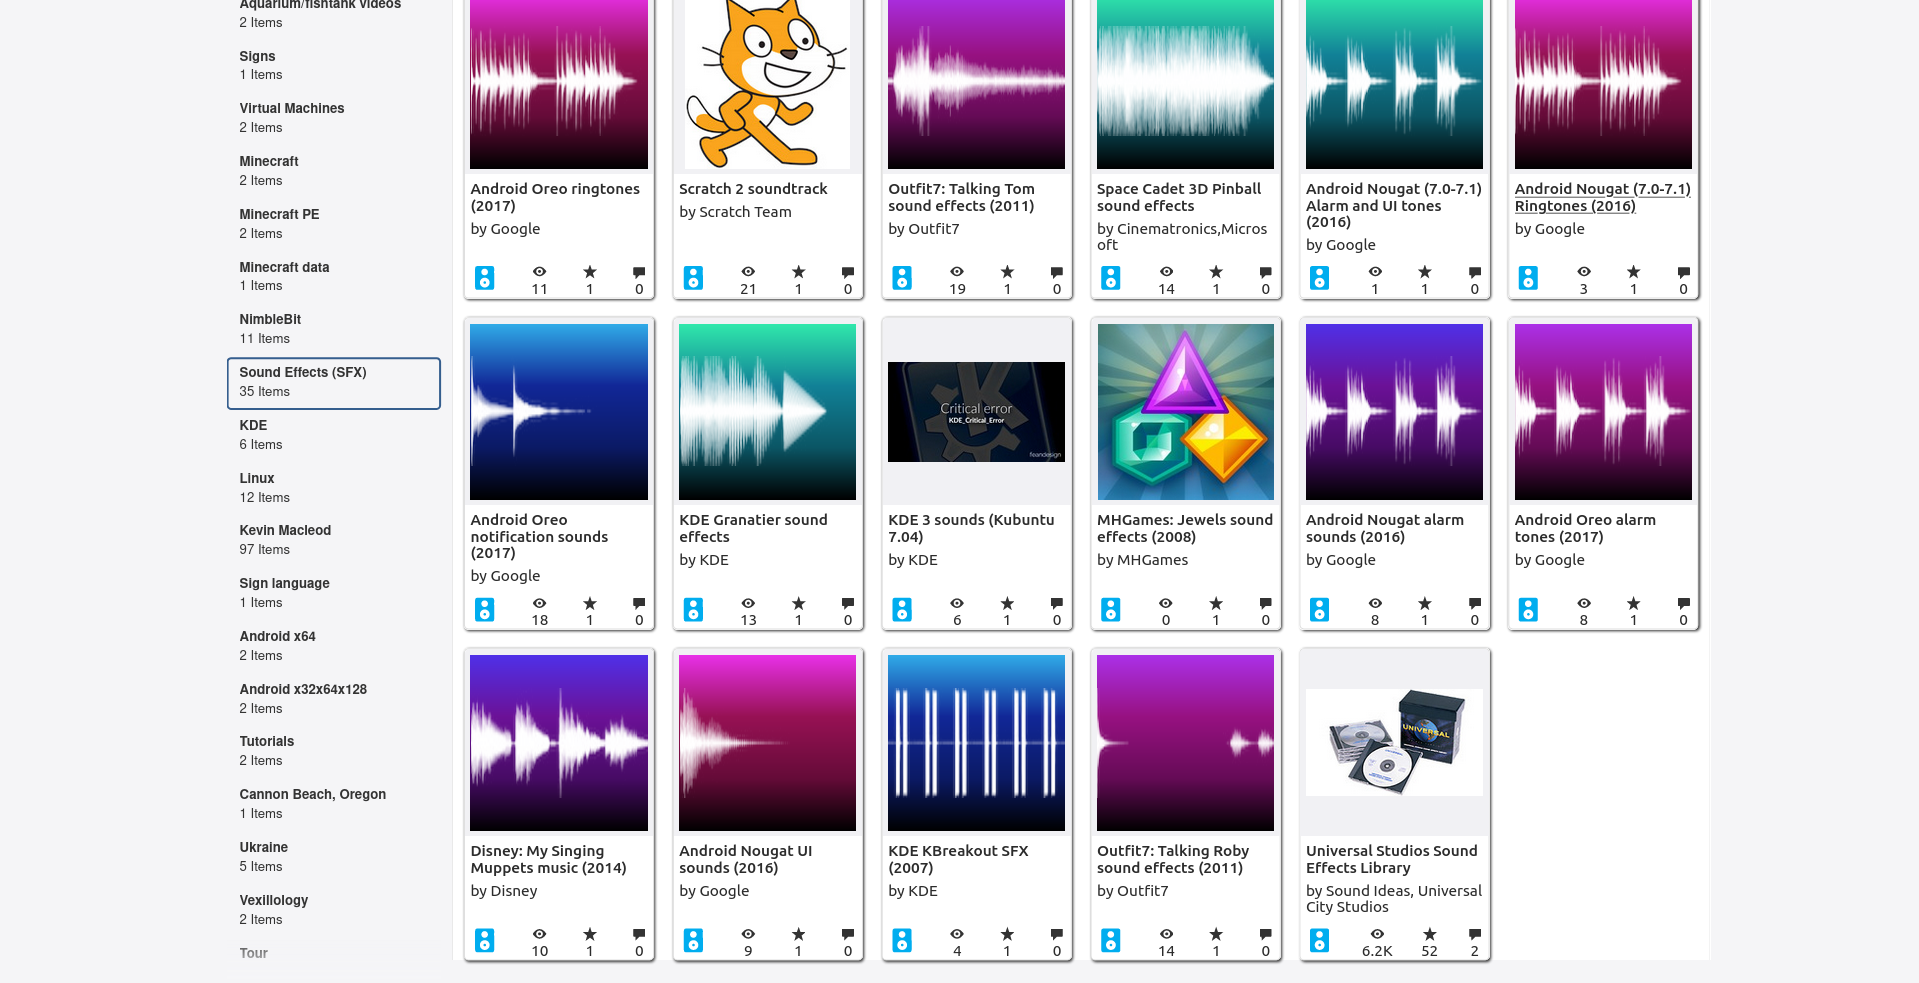 Aquarium/fishtank videos
2 Items
Signs
1 Items
Virtual Machines
2 Items
Minecraft
2 Items
Minecraft PE
2 Items
Minecraft data
1 Items
NimbleBit
11 Items
Sound Effects (SFX)
35 Items
KDE
6 Items
Linux
12 Items
Kevin Macleod
97 Items
Sign language
1 Items
Android x64
2 Items
Android x32x64x128
2 Items
Tutorials
2 Items
Cannon Beach, Oregon
1 Items
Ukraine
5 Items
Vexillology
2 Items
Tour
Android Oreo ringtones
(2017)
by Google
11 1 0
Scratch 2 soundtrack
by Scratch Team
21 1 0
Outfit7: Talking Tom
sound effects (2011)
by Outfit7
19 1 0
Space Cadet 3D Pinball
sound effects
by Cinematronics,Micros
oft
14 1 0
Android Nougat (7.0-7.1)
Alarm and UI tones
(2016)
by Google
1 1 0
Android Nougat (7.0-7.1)
Ringtones (2016)
by Google
3 1 0
Android Oreo
notification sounds
(2017)
by Google
18 1 0
KDE Granatier sound
effects
by KDE
13 1 0
Critical error
KDE_Critical_Error
feandesign
KDE 3 sounds (Kubuntu
7.04)
by KDE
6 1 0
MHGames: Jewels sound
effects (2008)
by MHGames
0 1 0
Android Nougat alarm
sounds (2016)
by Google
8 1 0
Android Oreo alarm
tones (2017)
by Google
8 1 0
Disney: My Singing
Muppets music (2014)
by Disney
10 1 0
Android Nougat UI
sounds (2016)
by Google
9 1 0
KDE KBreakout SFX
(2007)
by KDE
4 1 0
Outfit7: Talking Roby
sound effects (2011)
by Outfit7
14 1 0
UNIVERSAL
Universal Studios Sound
Effects Library
by Sound Ideas, Universal
City Studios
6.2K 52 2